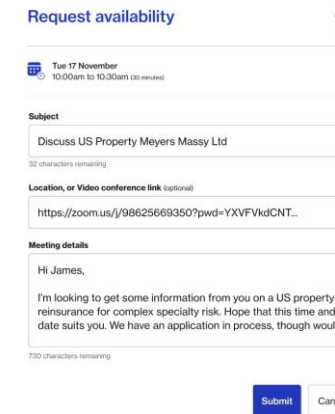 Request availability
Tue 17 November
10:00am to 10:30am (30 minutes)
Subject
Discuss US Property Meyers Massy Ltd
32 characters remaining
Location, or Video conference link (optional)
https://zoom.us/j/98625669350?pwd=YXVFVkdCNT...
Meeting details
Hi James,
I'm looking to get some information from you on a US property
reinsurance for complex specialty risk. Hope that this time and
date suits you. We have an application in process, though woul
730 characters remaining
Submit
Can